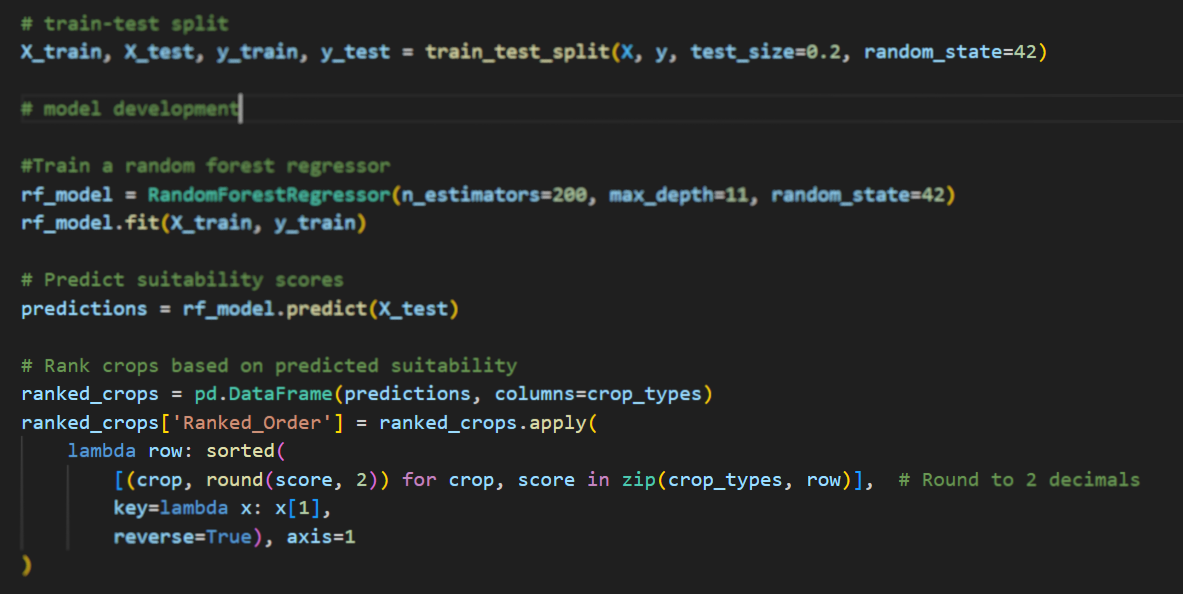 # train-test split
X_train, X_test, y_train, y_test = train_test_split(X, y, test_size=0.2, random_state=42)
# model development
#Train a random forest regressor
rf_model = RandomForestRegressor(n_estimators=200, max_depth=11, random_state=42)
rf_model.fit(X_train, y_train)
# Predict suitability scores
predictions = rf_model.predict(X_test)
# Rank crops based on predicted suitability
ranked_crops = pd.DataFrame(predictions, columns=crop_types)
ranked_crops['Ranked_Order'] = ranked_crops.apply(
    lambda row: sorted(
        [(crop, round(score, 2)) for crop, score in zip(crop_types, row)],  # Round to 2 decimals
        key=lambda x: x[1],
        reverse=True), axis=1
)